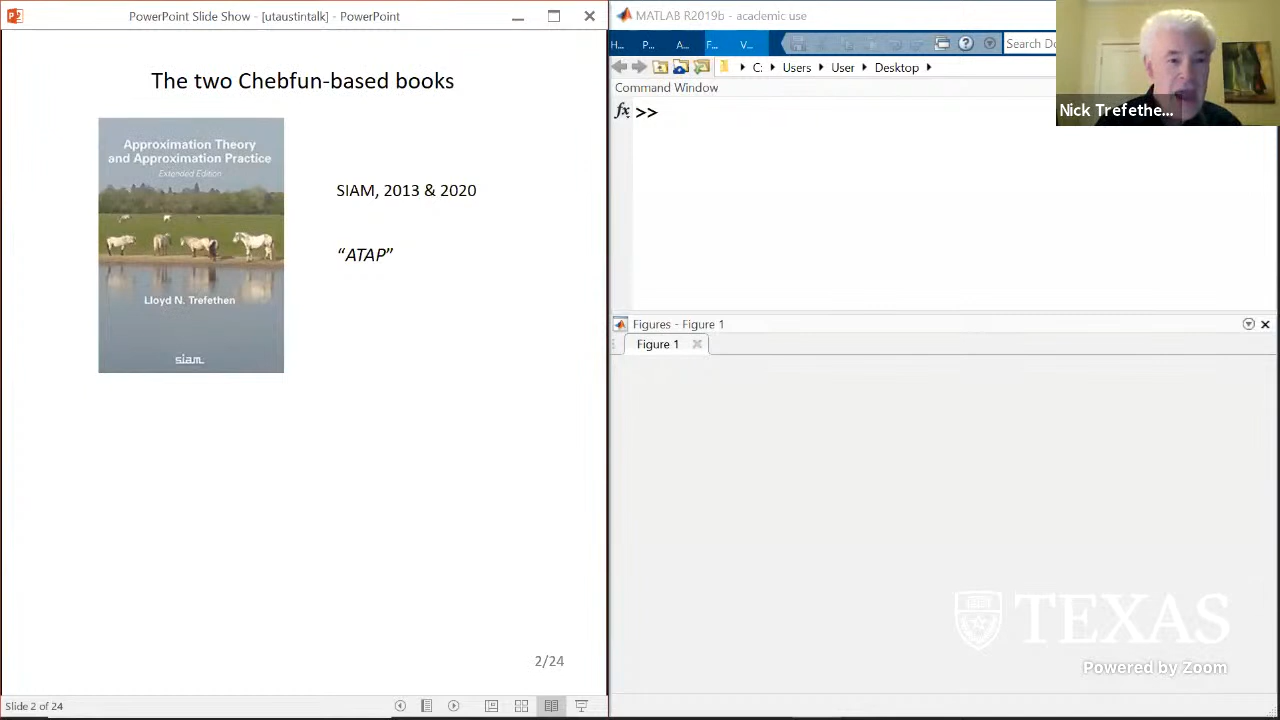 PowerPoint Slide Show - [utaustintalk] - PowerPoint
The two Chebfun-based books
Approximation Theory
and Approximation Practice
Extended Edition
Lloyd N. Trefethen
siam
SIAM, 2013 & 2020
“ATAP”
2/24
Slide 2 of 24
MATLAB R2019b - academic use
H... P... A... F... V...
Search Do
C: Users User Desktop
Command Window
fx >>
Nick Trefethe...
Figures - Figure 1
Figure 1
TEXAS
Powered by Zoom